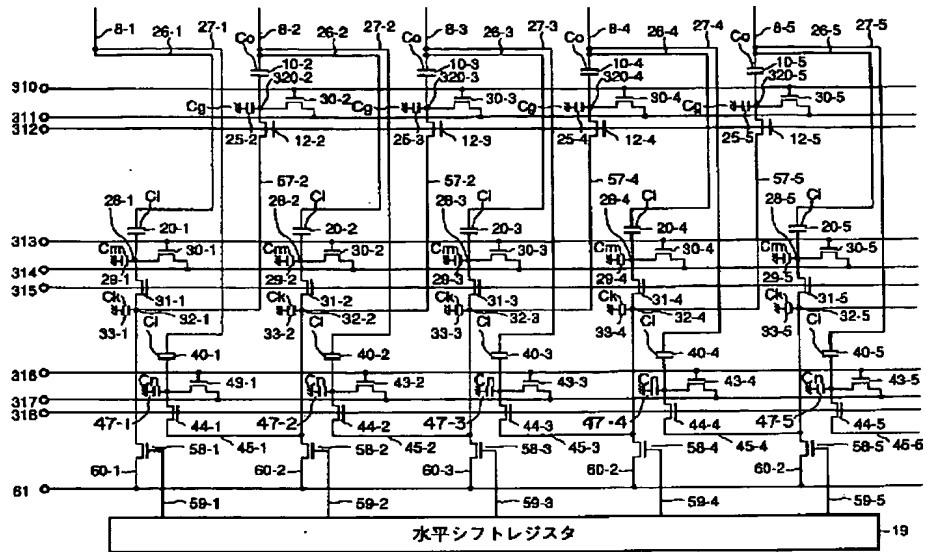 8-1 26-1 27-1 8-2 26-2 27-2 8-3 26-3 27-3 8-4 26-4 27-4 8-5 26-5 27-5
Co Co Co Co
10-2 10-3 10-4 10-5
320-2 320-3 320-4 320-5
310
Cg 30-2 Cg 30-3 Cg 30-4 Cg 30-5
311
312
25-2 12-2 25-3 12-3 25-4 12-4 25-5 12-5
57-2 57-2 57-4 57-5
28-1 Cl 28-2 Cl 28-3 Cl 28-4 Cl 28-5 Cl
20-1 20-2 20-3 20-4 20-5
313
Cm 30-1 Cm 30-2 Cm 30-3 Cm 30-4 Cm 30-5
314
29-1 29-2 29-3 29-4 29-5
315
Ck 31-1 Ck 31-2 Ck 31-3 Ck 31-4 Ck 31-5
33-1 32-1 33-2 32-2 33-3 32-3 33-4 32-4 33-5 32-5
Cl Cl Cl Cl Cl
40-1 40-2 40-3 40-4 40-5
316
Cn 43-1 Cn 43-2 Cn 43-3 Cn 43-4 Cn 43-5
317
318
47-1 44-1 47-2 44-2 47-3 44-3 47-4 44-4 47-5 44-5
58-1 45-1 58-2 45-2 58-3 45-3 58-4 45-4 58-5 45-5
60-1 60-2 60-3 60-2 60-2
61
59-1 59-2 59-3 59-4 59-5
水平シフトレジスタ 19